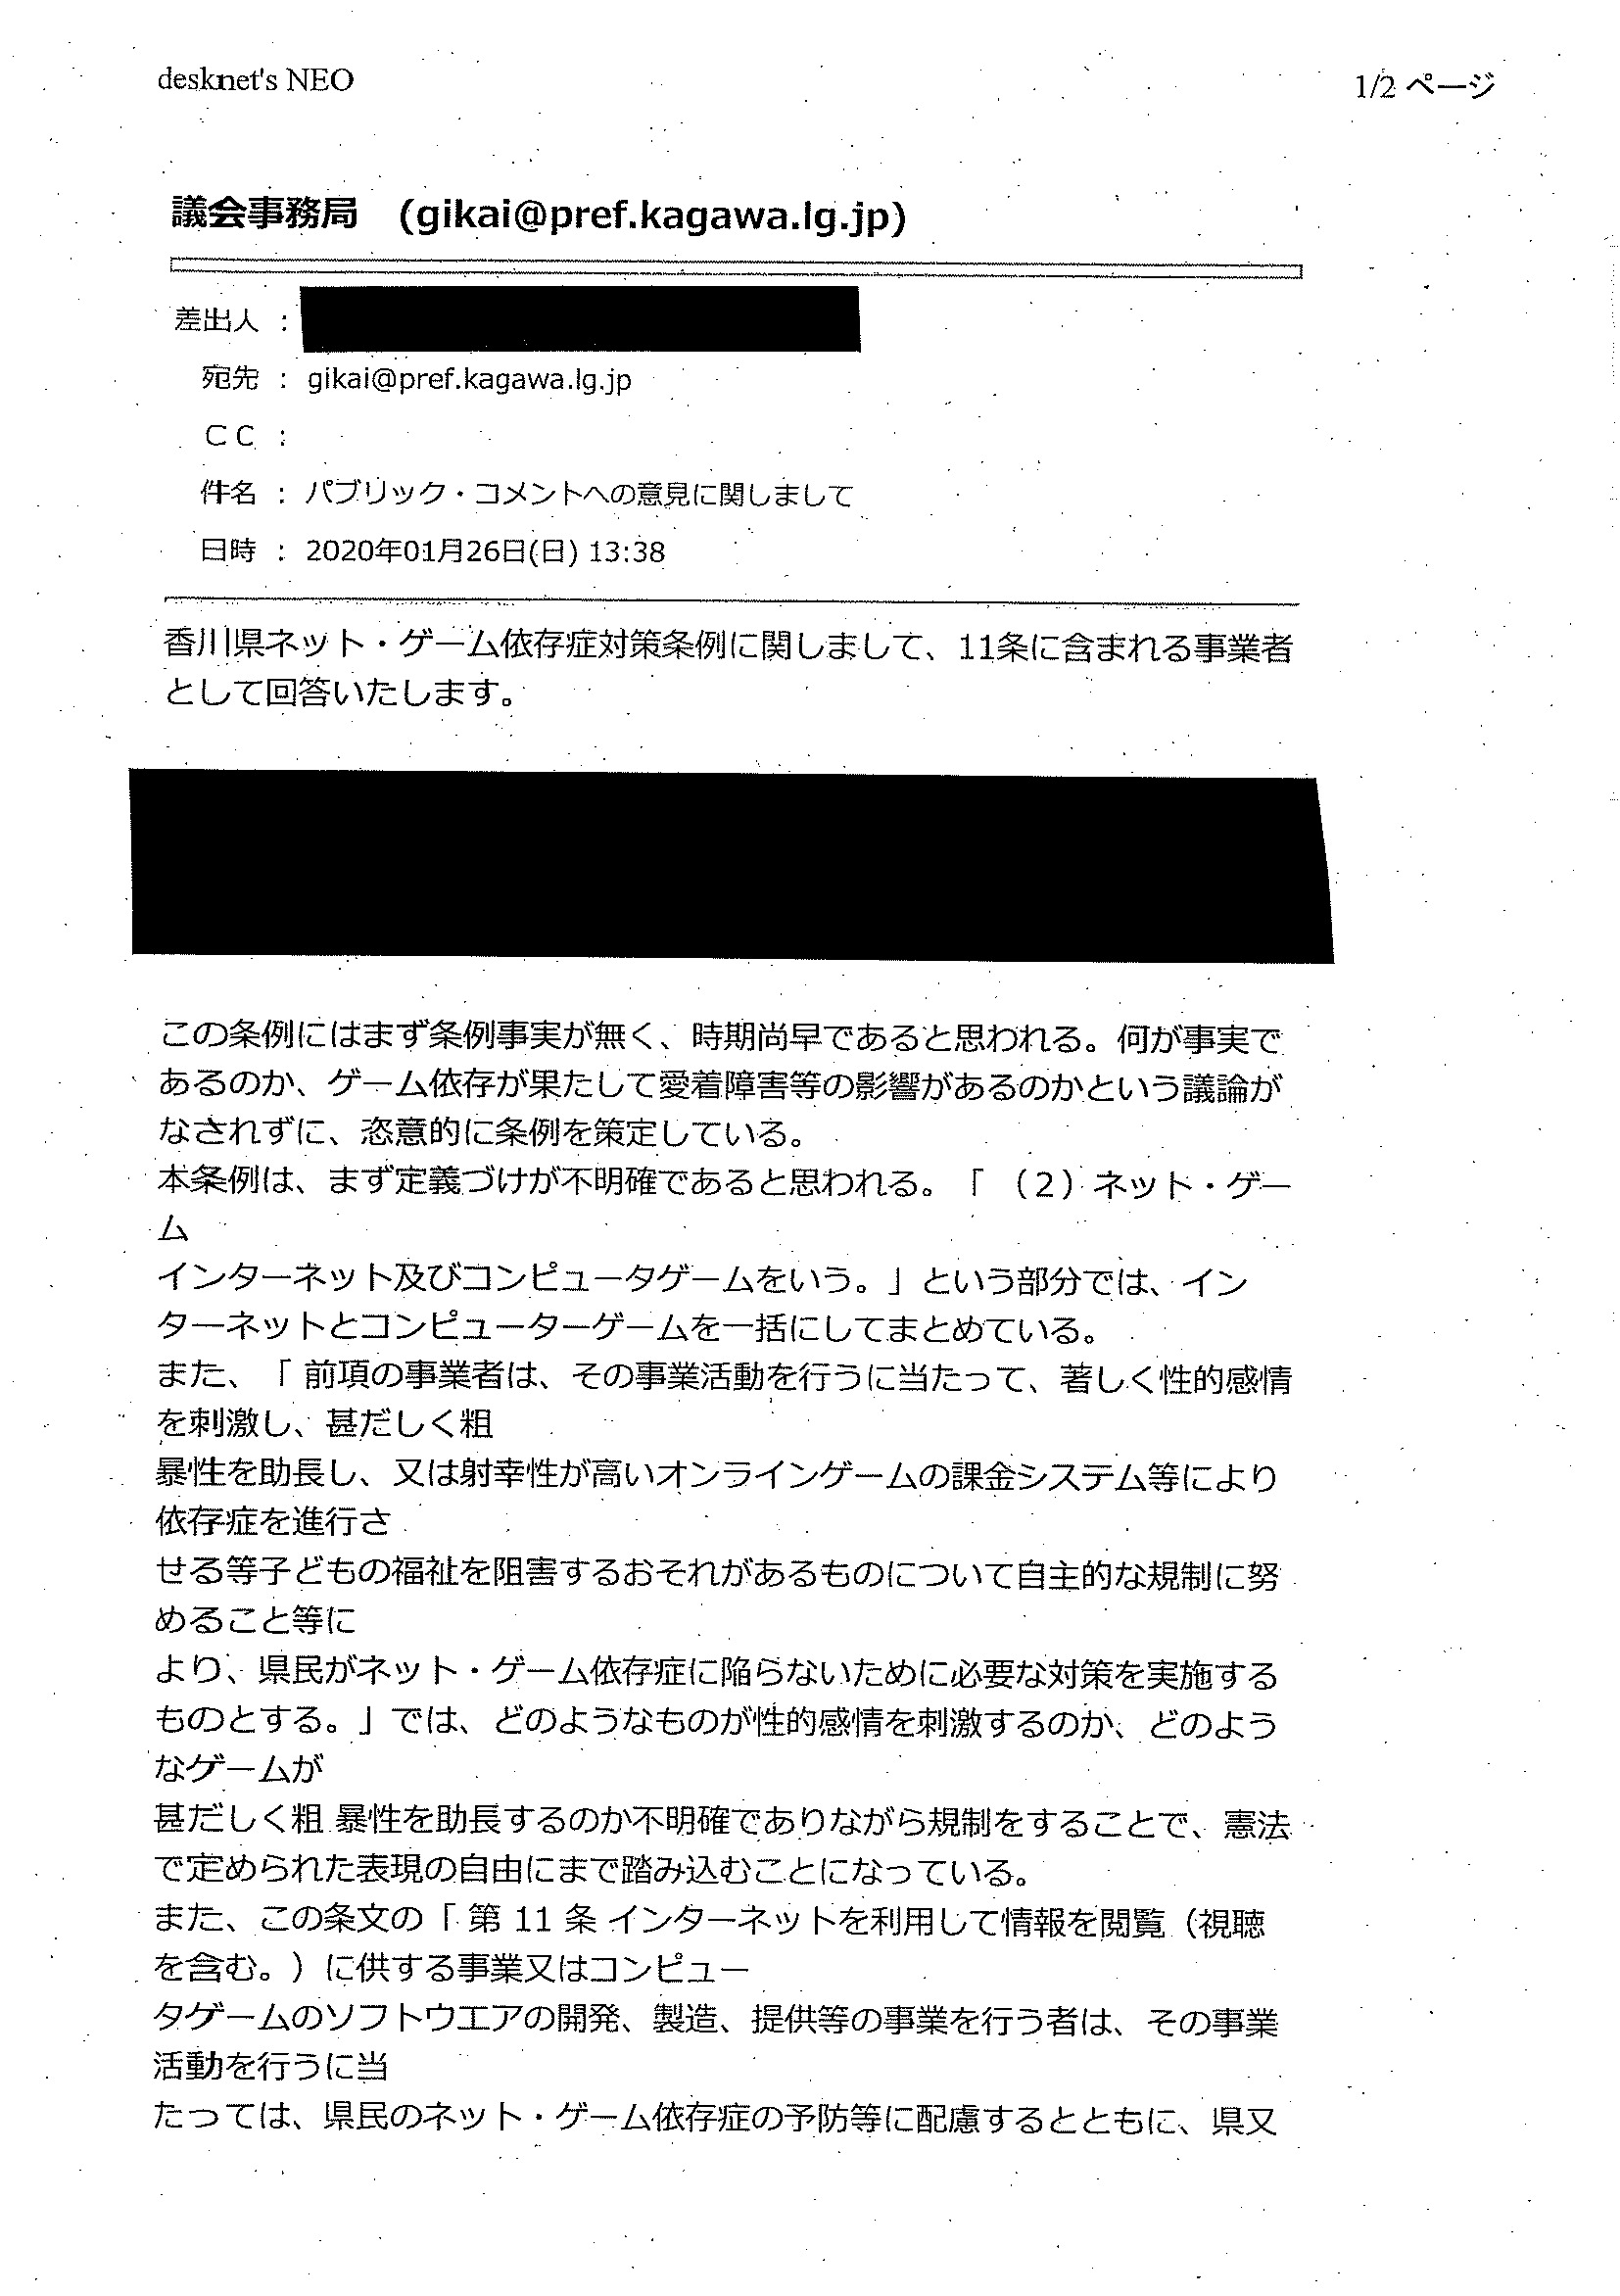 desknet's NEO
1/2 ページ
議会事務局 (gikai@pref.kagawa.lg.jp)
差出人 :
宛先 : gikai@pref.kagawa.lg.jp
ＣＣ :
件名 : パブリック・コメントへの意見に関しまして
日時 : 2020年01月26日(日) 13:38
香川県ネット・ゲーム依存症対策条例に関しまして、11条に含まれる事業者
として回答いたします。
この条例にはまず条例事実が無く、時期尚早であると思われる。何が事実で
あるのか、ゲーム依存が果たして愛着障害等の影響があるのかという議論が
なされずに、恣意的に条例を策定している。
本条例は、まず定義づけが不明確であると思われる。「 （2）ネット・ゲー
ム
インターネット及びコンピュータゲームをいう。」という部分では、イン
ターネットとコンピューターゲームを一括にしてまとめている。
また、「 前項の事業者は、その事業活動を行うに当たって、著しく性的感情
を刺激し、甚だしく粗
暴性を助長し、又は射幸性が高いオンラインゲームの課金システム等により
依存症を進行さ
せる等子どもの福祉を阻害するおそれがあるものについて自主的な規制に努
めること等に
より、県民がネット・ゲーム依存症に陥らないために必要な対策を実施する
ものとする。」では、どのようなものが性的感情を刺激するのか、どのよう
なゲームが
甚だしく粗 暴性を助長するのか不明確でありながら規制をすることで、憲法
で定められた表現の自由にまで踏み込むことになっている。
また、この条文の「 第 11 条 インターネットを利用して情報を閲覧（視聴
を含む。）に供する事業又はコンピュー
タゲームのソフトウエアの開発、製造、提供等の事業を行う者は、その事業
活動を行うに当
たっては、県民のネット・ゲーム依存症の予防等に配慮するとともに、県又